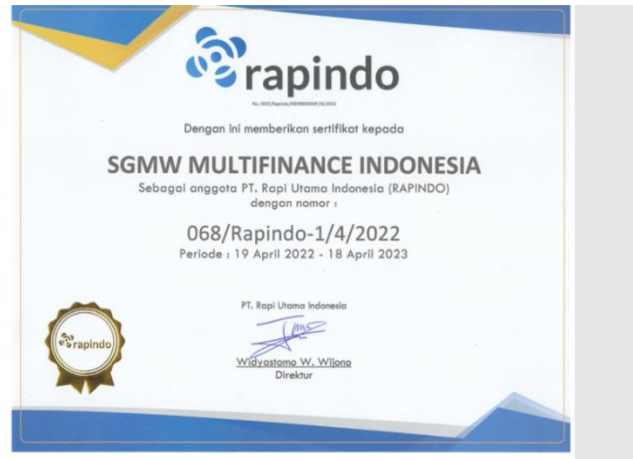 rapindo
Dengan ini memberikan sertifikat kepada
SGMW MULTIFINANCE INDONESIA
Sebagai anggota PT. Rapi Utama Indonesia (RAPINDO)
dengan nomor :
068/Rapindo-1/4/2022
Periode : 19 April 2022 - 18 April 2023
PT. Rapi Utama Indonesia
rapindo
Widyastomo W. Wijono
Direktur